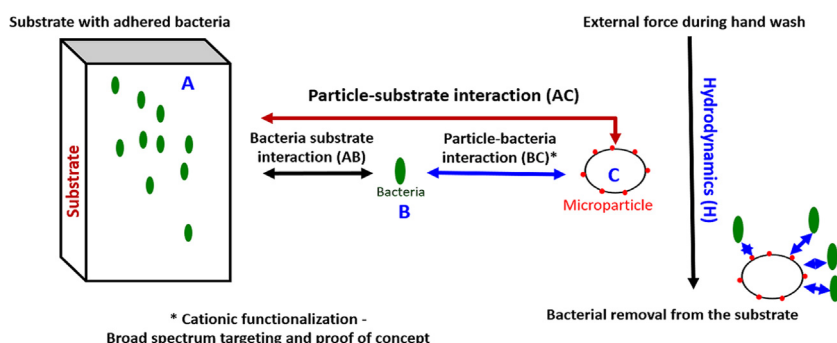 Substrate with adhered bacteria
External force during hand wash
A
Substrate
Particle-substrate interaction (AC)
Bacteria substrate
interaction (AB)
Particle-bacteria
interaction (BC)*
Bacteria
B
C
Microparticle
Hydrodynamics (H)
Bacterial removal from the substrate
* Cationic functionalization -
Broad spectrum targeting and proof of concept